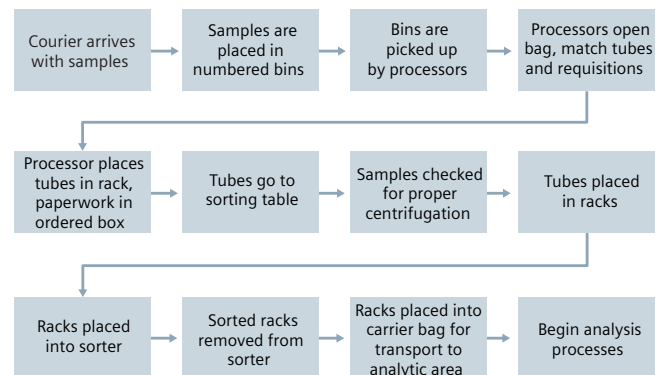 Courier arrives
with samples
Samples are
placed in
numbered bins
Bins are
picked up
by processors
Processors open
bag, match tubes
and requisitions
Processor places
tubes in rack,
paperwork in
ordered box
Tubes go to
sorting table
Samples checked
for proper
centrifugation
Tubes placed
in racks
Racks placed
into sorter
Sorted racks
removed from
sorter
Racks placed into
carrier bag for
transport to
analytic area
Begin analysis
processes